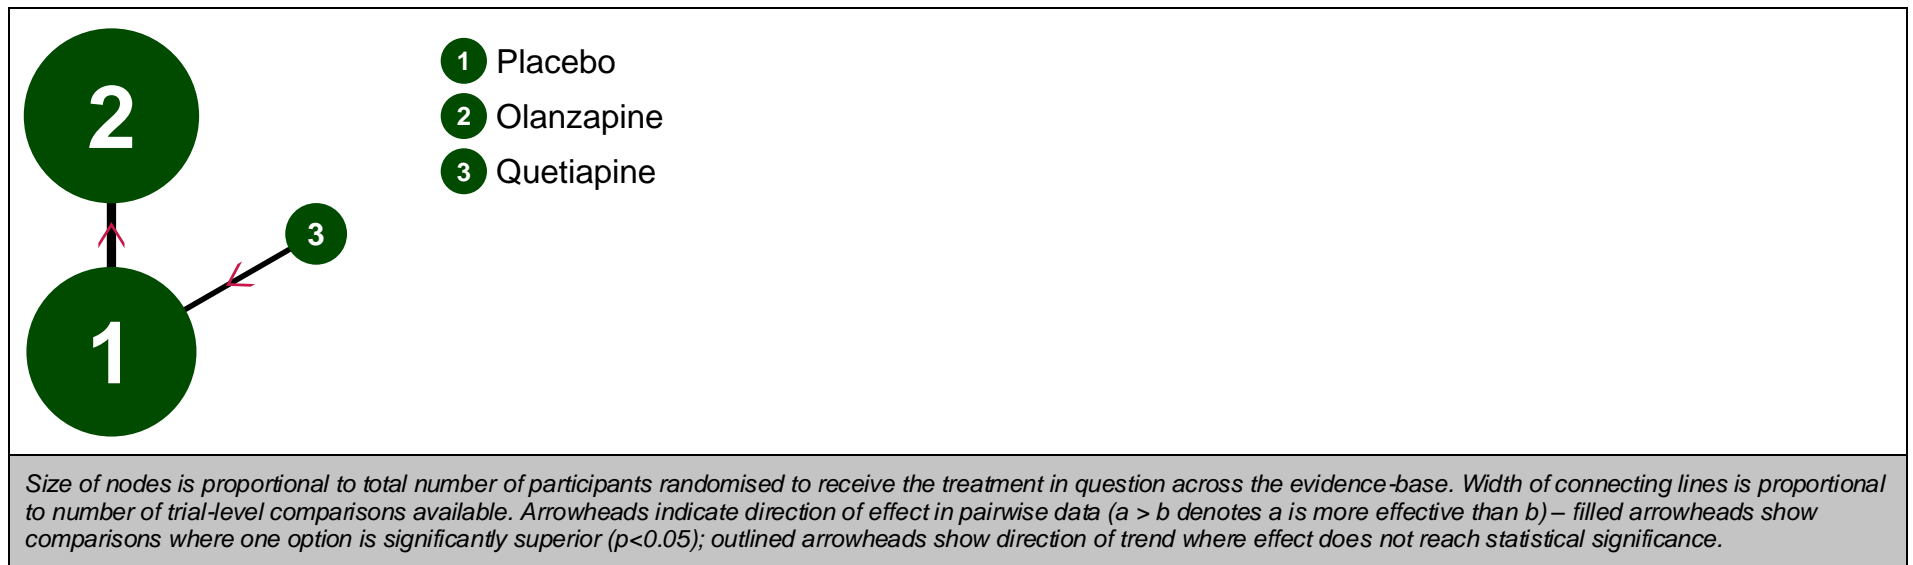 2
1
3
1 Placebo
2 Olanzapine
3 Quetiapine
Size of nodes is proportional to total number of participants randomised to receive the treatment in question across the evidence-base. Width of connecting lines is proportional
to number of trial-level comparisons available. Arrowheads indicate direction of effect in pairwise data (a > b denotes a is more effective than b) – filled arrowheads show
comparisons where one option is significantly superior (p<0.05); outlined arrowheads show direction of trend where effect does not reach statistical significance.